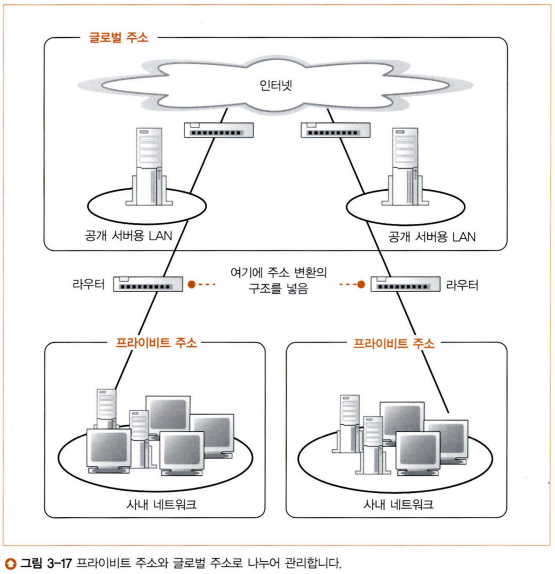 글로벌 주소
인터넷
공개 서버용 LAN
공개 서버용 LAN
라우터
여기에 주소 변환의
구조를 넣음
라우터
프라이비트 주소
프라이비트 주소
사내 네트워크
사내 네트워크
그림 3-17 프라이비트 주소와 글로벌 주소로 나누어 관리합니다.